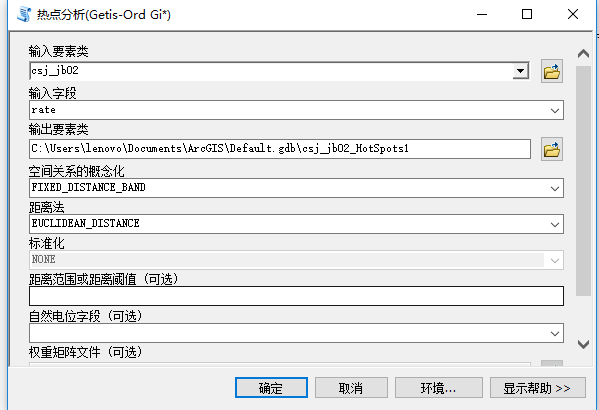 热点分析(Getis-Ord Gi*)
输入要素类
csj_jb02
输入字段
rate
输出要素类
C:\Users\lenovo\Documents\ArcGIS\Default.gdb\csj_jb02_HotSpots1
空间关系的概念化
FIXED_DISTANCE_BAND
距离法
EUCLIDEAN_DISTANCE
标准化
NONE
距离范围或距离阈值（可选）
自然电位字段（可选）
权重矩阵文件（可选）
确定 取消 环境... 显示帮助 >>